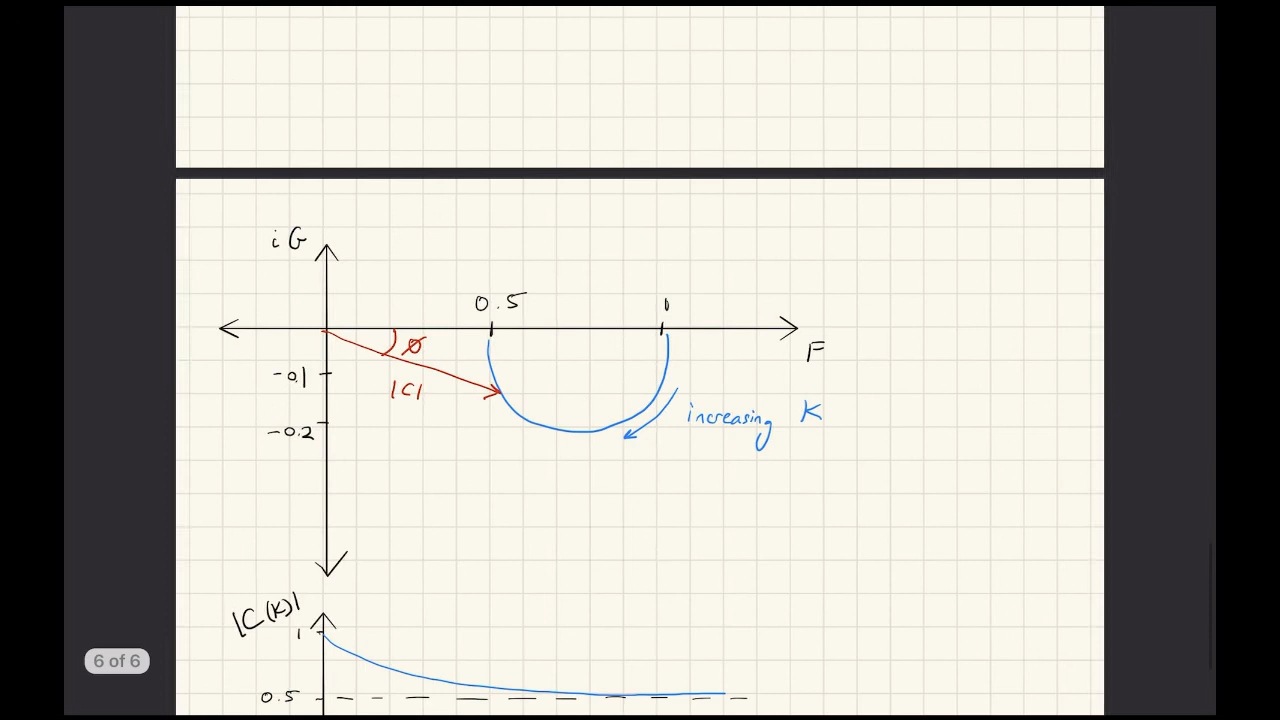 iG
0.5
1
ø
F
-0.1
|C|
increasing K
-0.2
|C(K)|
1
6 of 6
0.5